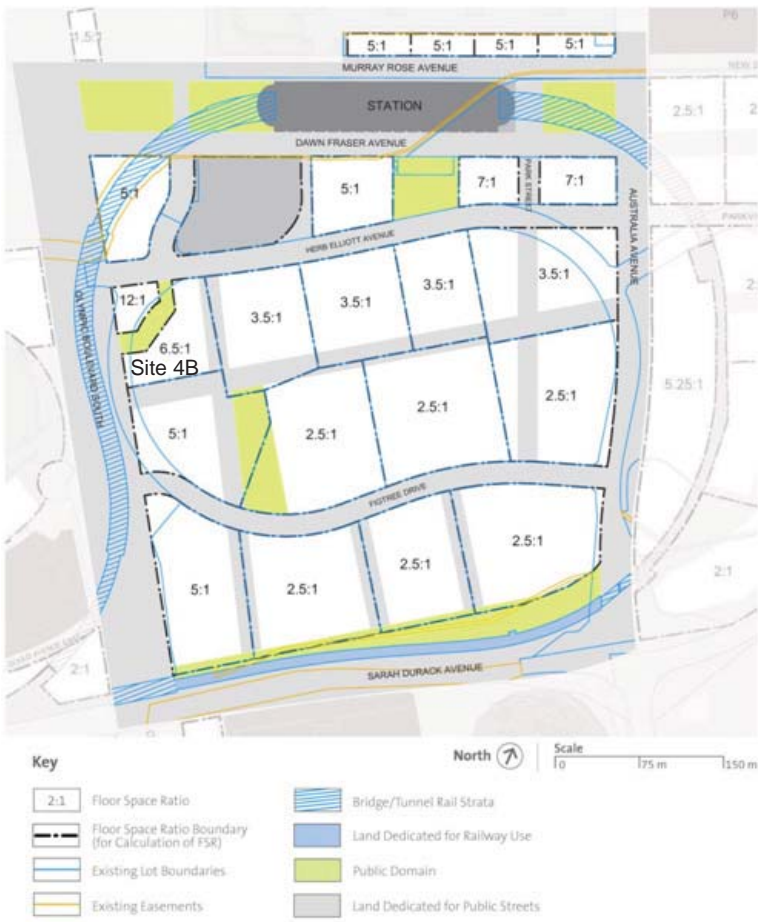 P6
1.5:1
5:1 5:1 5:1 5:1
MURRAY ROSE AVENUE
STATION
2.5:1
DAWN FRASER AVENUE
5:1
5:1
7:1
PARK STREET
7:1
AUSTRALIA AVENUE
HERB ELLIOTT AVENUE
OLYMPIC BOULEVARD SOUTH
12:1
6.5:1
Site 4B
3.5:1
3.5:1
3.5:1
3.5:1
5.25:1
5:1
2.5:1
2.5:1
2.5:1
FIGTREE DRIVE
5:1
2.5:1
2.5:1
2.5:1
2:1
2:1
SARAH DURACK AVENUE
Key
North
Scale
0 75 m 150 m
2:1 Floor Space Ratio
Floor Space Ratio Boundary
(for Calculation of FSR)
Existing Lot Boundaries
Existing Easements
Bridge/Tunnel Rail Strata
Land Dedicated for Railway Use
Public Domain
Land Dedicated for Public Streets